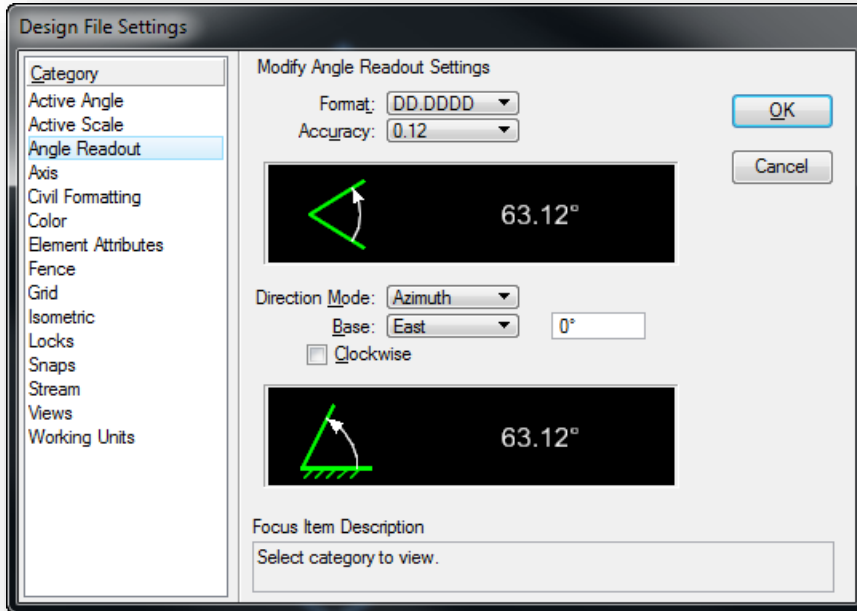 Design File Settings
Category
Active Angle
Active Scale
Angle Readout
Axis
Civil Formatting
Color
Element Attributes
Fence
Grid
Isometric
Locks
Snaps
Stream
Views
Working Units
Modify Angle Readout Settings
Format: DD.DDDD
Accuracy: 0.12
OK
Cancel
63.12°
Direction Mode: Azimuth
Base: East 0°
Clockwise
63.12°
Focus Item Description
Select category to view.